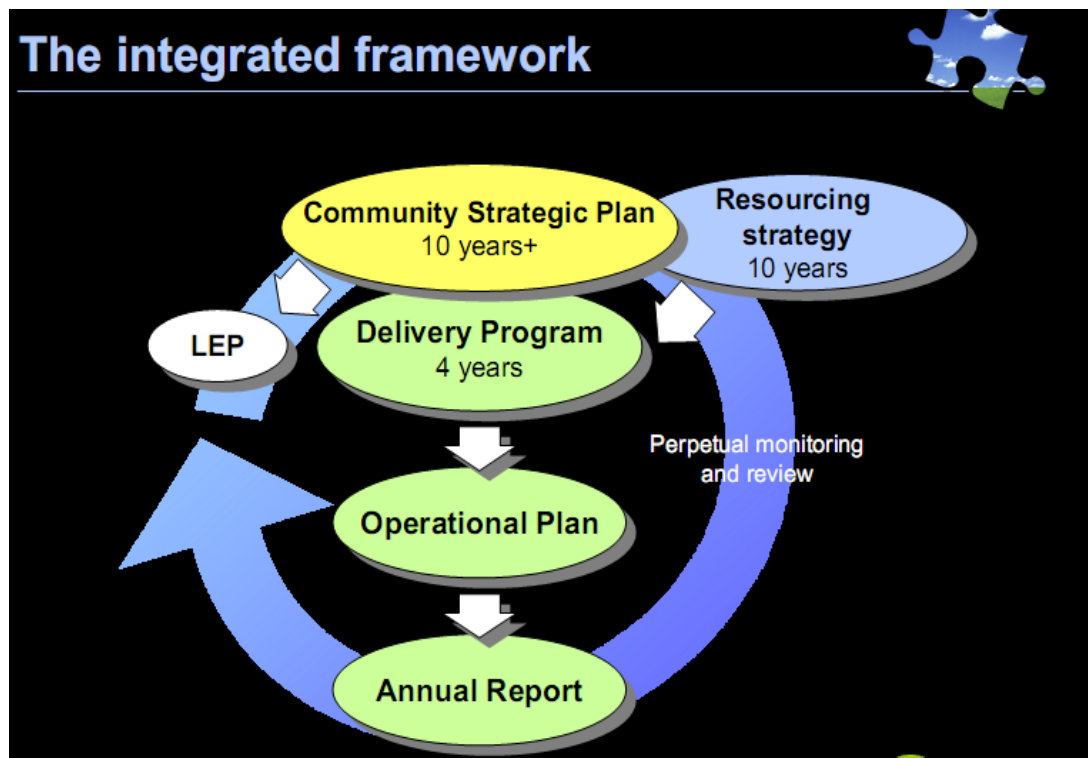 The integrated framework
Community Strategic Plan
10 years+
Resourcing
strategy
10 years
LEP
Delivery Program
4 years
Perpetual monitoring
and review
Operational Plan
Annual Report